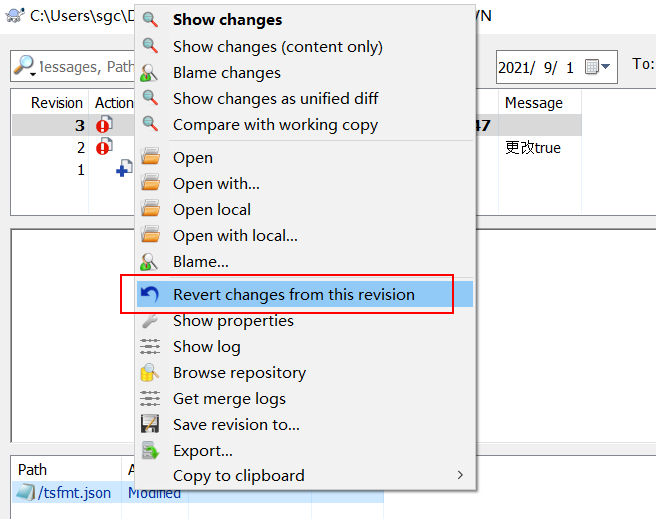 C:\Users\sgc\D
VN
Show changes
Show changes (content only)
Messages, Path
Blame changes
2021/ 9/ 1
To:
Show changes as unified diff
Revision
Action
Message
Compare with working copy
3
47
2
更改true
1
Open
Open with...
Open local
Open with local...
Blame...
Revert changes from this revision
Show properties
Show log
Browse repository
Get merge logs
Save revision to...
Export...
Copy to clipboard
Path
A
/tsfmt.json
Modified